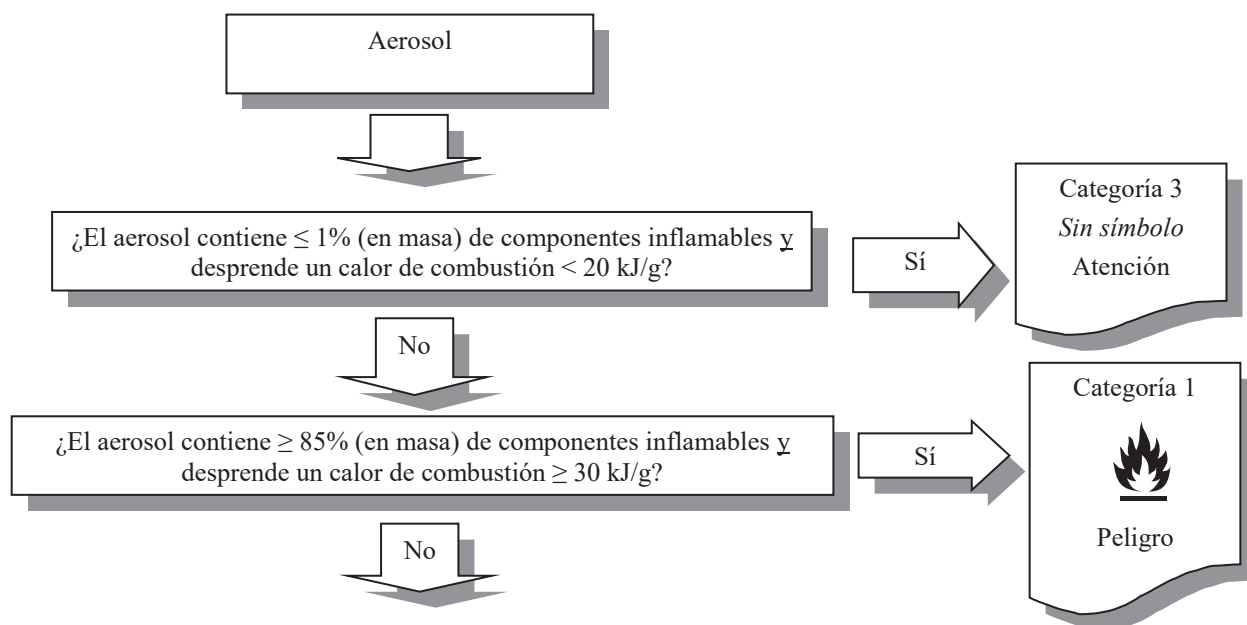 Aerosol
¿El aerosol contiene ≤ 1% (en masa) de componentes inflamables y
desprende un calor de combustión < 20 kJ/g?
Sí
Categoría 3
Sin símbolo
Atención
No
¿El aerosol contiene ≥ 85% (en masa) de componentes inflamables y
desprende un calor de combustión ≥ 30 kJ/g?
Sí
Categoría 1
Peligro
No